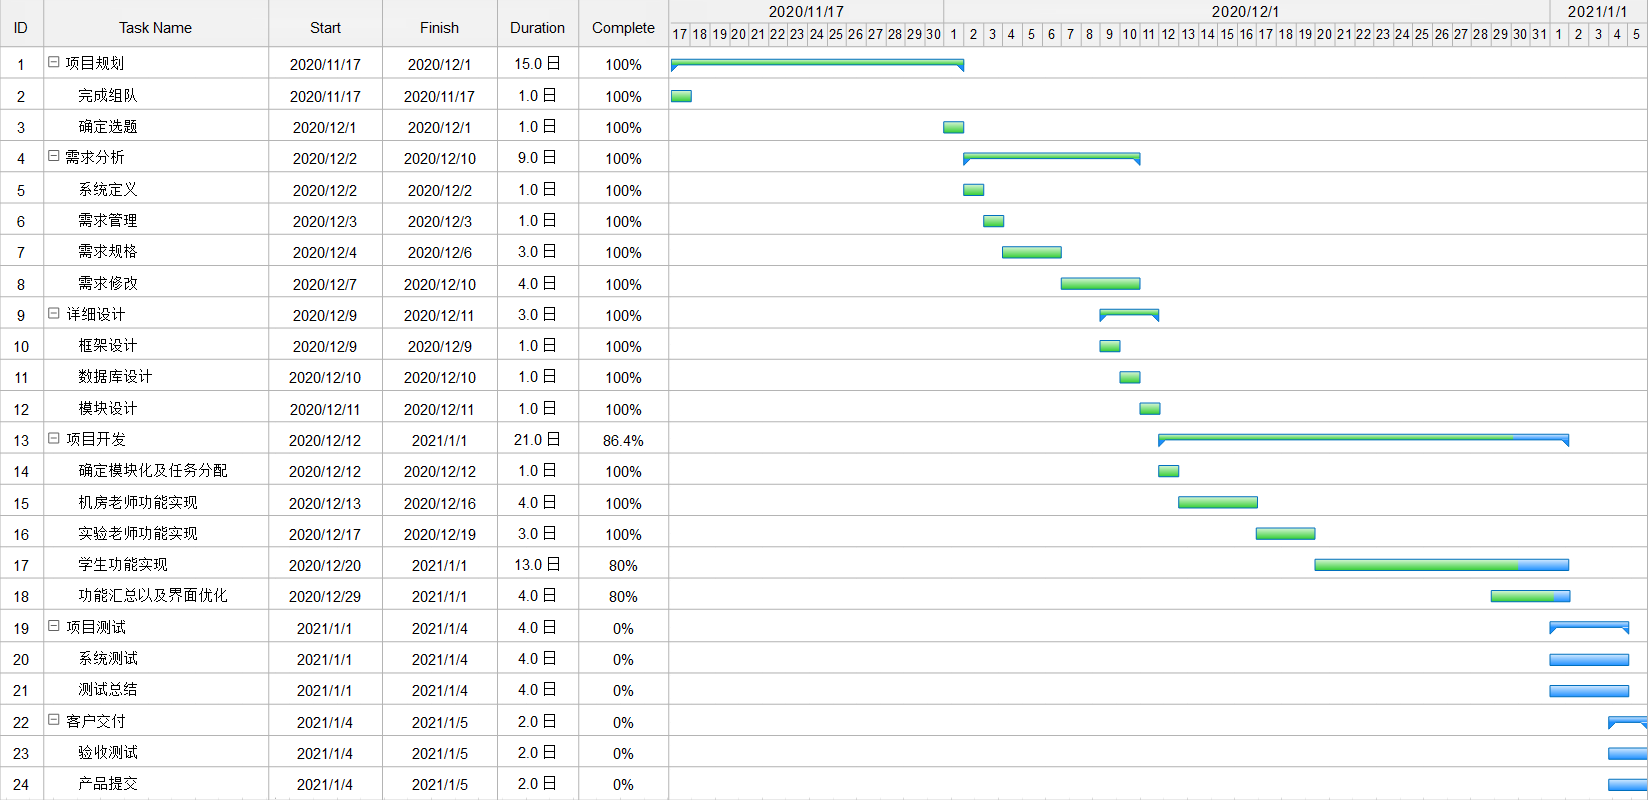 ID Task Name Start Finish Duration Complete 2020/11/17 2020/12/1 2021/1/1
17 18 19 20 21 22 23 24 25 26 27 28 29 30 1 2 3 4 5 6 7 8 9 10 11 12 13 14 15 16 17 18 19 20 21 22 23 24 25 26 27 28 29 30 31 1 2 3 4 5
1 项目规划 2020/11/17 2020/12/1 15.0 日 100%
2 完成组队 2020/11/17 2020/11/17 1.0 日 100%
3 确定选题 2020/12/1 2020/12/1 1.0 日 100%
4 需求分析 2020/12/2 2020/12/10 9.0 日 100%
5 系统定义 2020/12/2 2020/12/2 1.0 日 100%
6 需求管理 2020/12/3 2020/12/3 1.0 日 100%
7 需求规格 2020/12/4 2020/12/6 3.0 日 100%
8 需求修改 2020/12/7 2020/12/10 4.0 日 100%
9 详细设计 2020/12/9 2020/12/11 3.0 日 100%
10 框架设计 2020/12/9 2020/12/9 1.0 日 100%
11 数据库设计 2020/12/10 2020/12/10 1.0 日 100%
12 模块设计 2020/12/11 2020/12/11 1.0 日 100%
13 项目开发 2020/12/12 2021/1/1 21.0 日 86.4%
14 确定模块化及任务分配 2020/12/12 2020/12/12 1.0 日 100%
15 机房老师功能实现 2020/12/13 2020/12/16 4.0 日 100%
16 实验老师功能实现 2020/12/17 2020/12/19 3.0 日 100%
17 学生功能实现 2020/12/20 2021/1/1 13.0 日 80%
18 功能汇总以及界面优化 2020/12/29 2021/1/1 4.0 日 80%
19 项目测试 2021/1/1 2021/1/4 4.0 日 0%
20 系统测试 2021/1/1 2021/1/4 4.0 日 0%
21 测试总结 2021/1/1 2021/1/4 4.0 日 0%
22 客户交付 2021/1/4 2021/1/5 2.0 日 0%
23 验收测试 2021/1/4 2021/1/5 2.0 日 0%
24 产品提交 2021/1/4 2021/1/5 2.0 日 0%